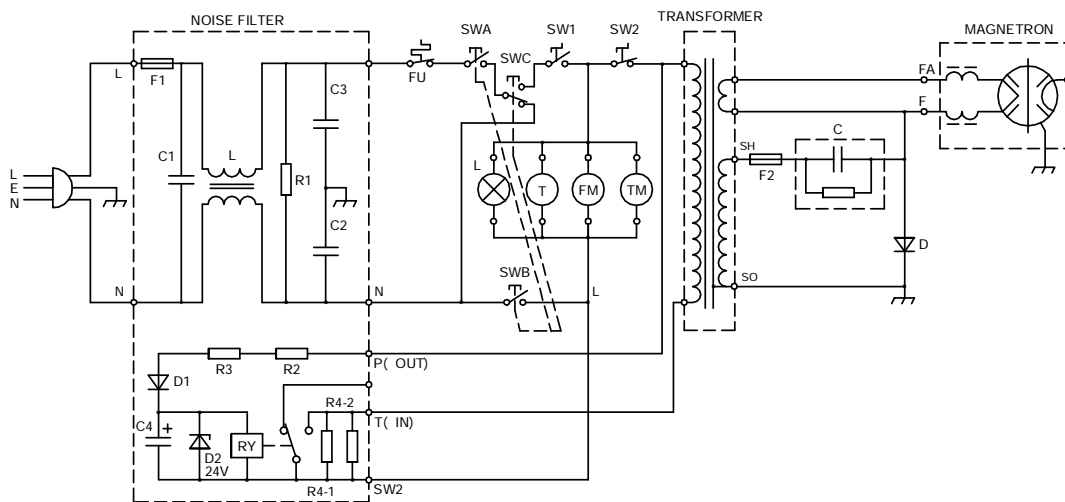 NOISE FILTER
TRANSFORMER
MAGNETRON
SWA
SWC
SW1
SW2
L
F1
FU
FA
F
C3
C1
L
R1
C2
C
SH
F2
L
E
N
L
T
FM
TM
D
SWB
SO
N
N
L
R3
R2
P( OUT)
D1
R4-2
T( IN)
C4
+
D2
24V
RY
R4-1
SW2